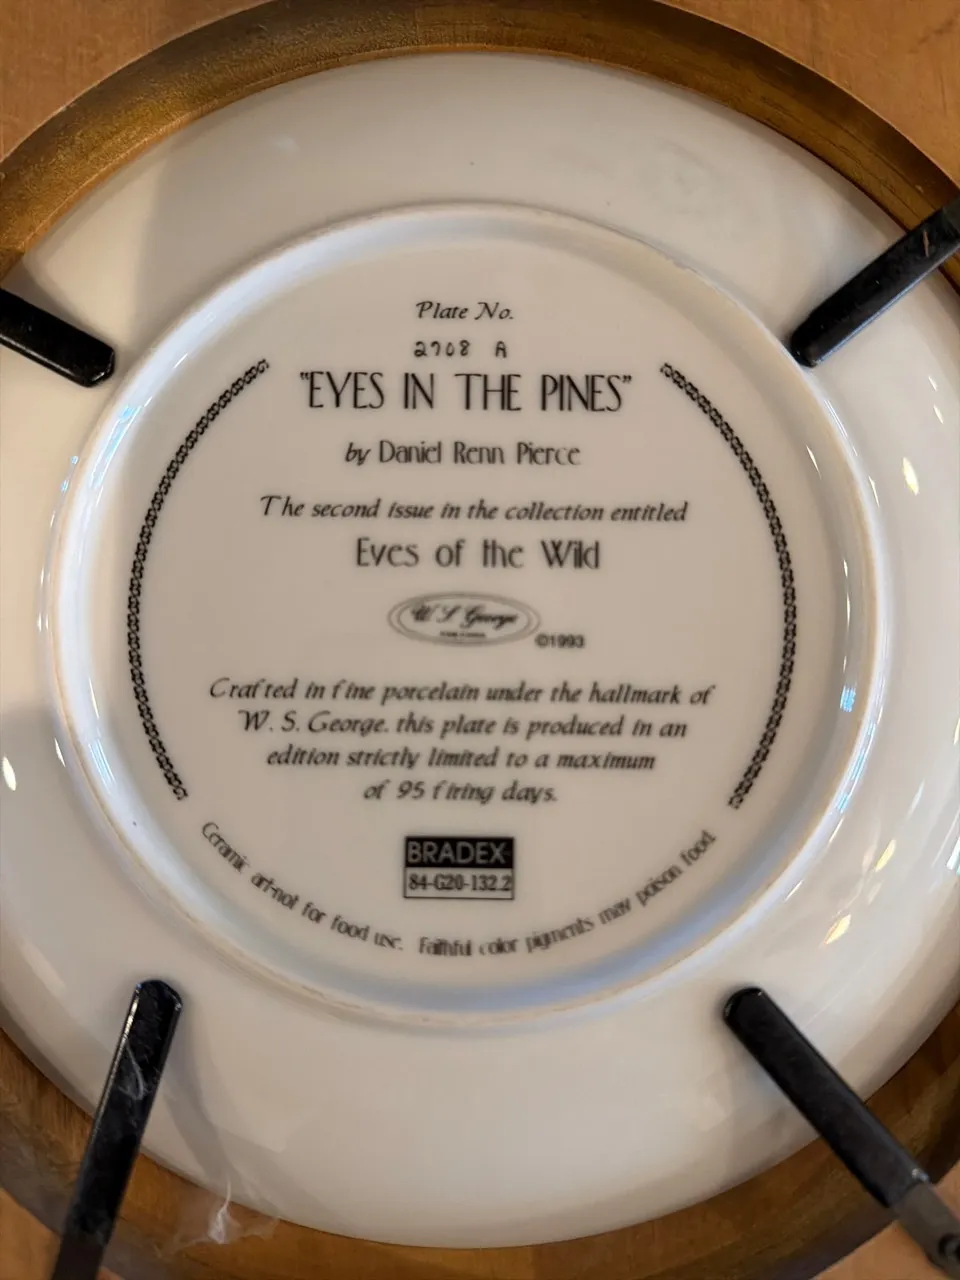 Plate No.
2708 A
"EYES IN THE PINES"
by Daniel Renn Pierce
The second issue in the collection entitled
Eyes of the Wild
W. S. George
©1993
Crafted in fine porcelain under the hallmark of
W. S. George, this plate is produced in an
edition strictly limited to a maximum
of 95 firing days.
BRADEX
84-G20-132.2
Ceramic art-not for food use. Faithful color pigments may poison food.